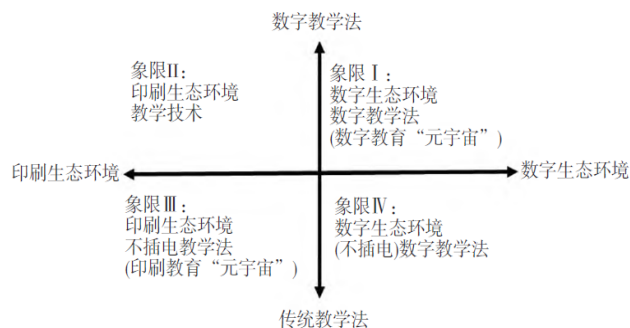 数字教学法
象限Ⅱ：
印刷生态环境
教学技术
象限Ⅰ：
数字生态环境
数字教学法
(数字教育“元宇宙”)
印刷生态环境
数字生态环境
象限Ⅲ：
印刷生态环境
不插电教学法
(印刷教育“元宇宙”)
象限Ⅳ：
数字生态环境
(不插电)数字教学法
传统教学法